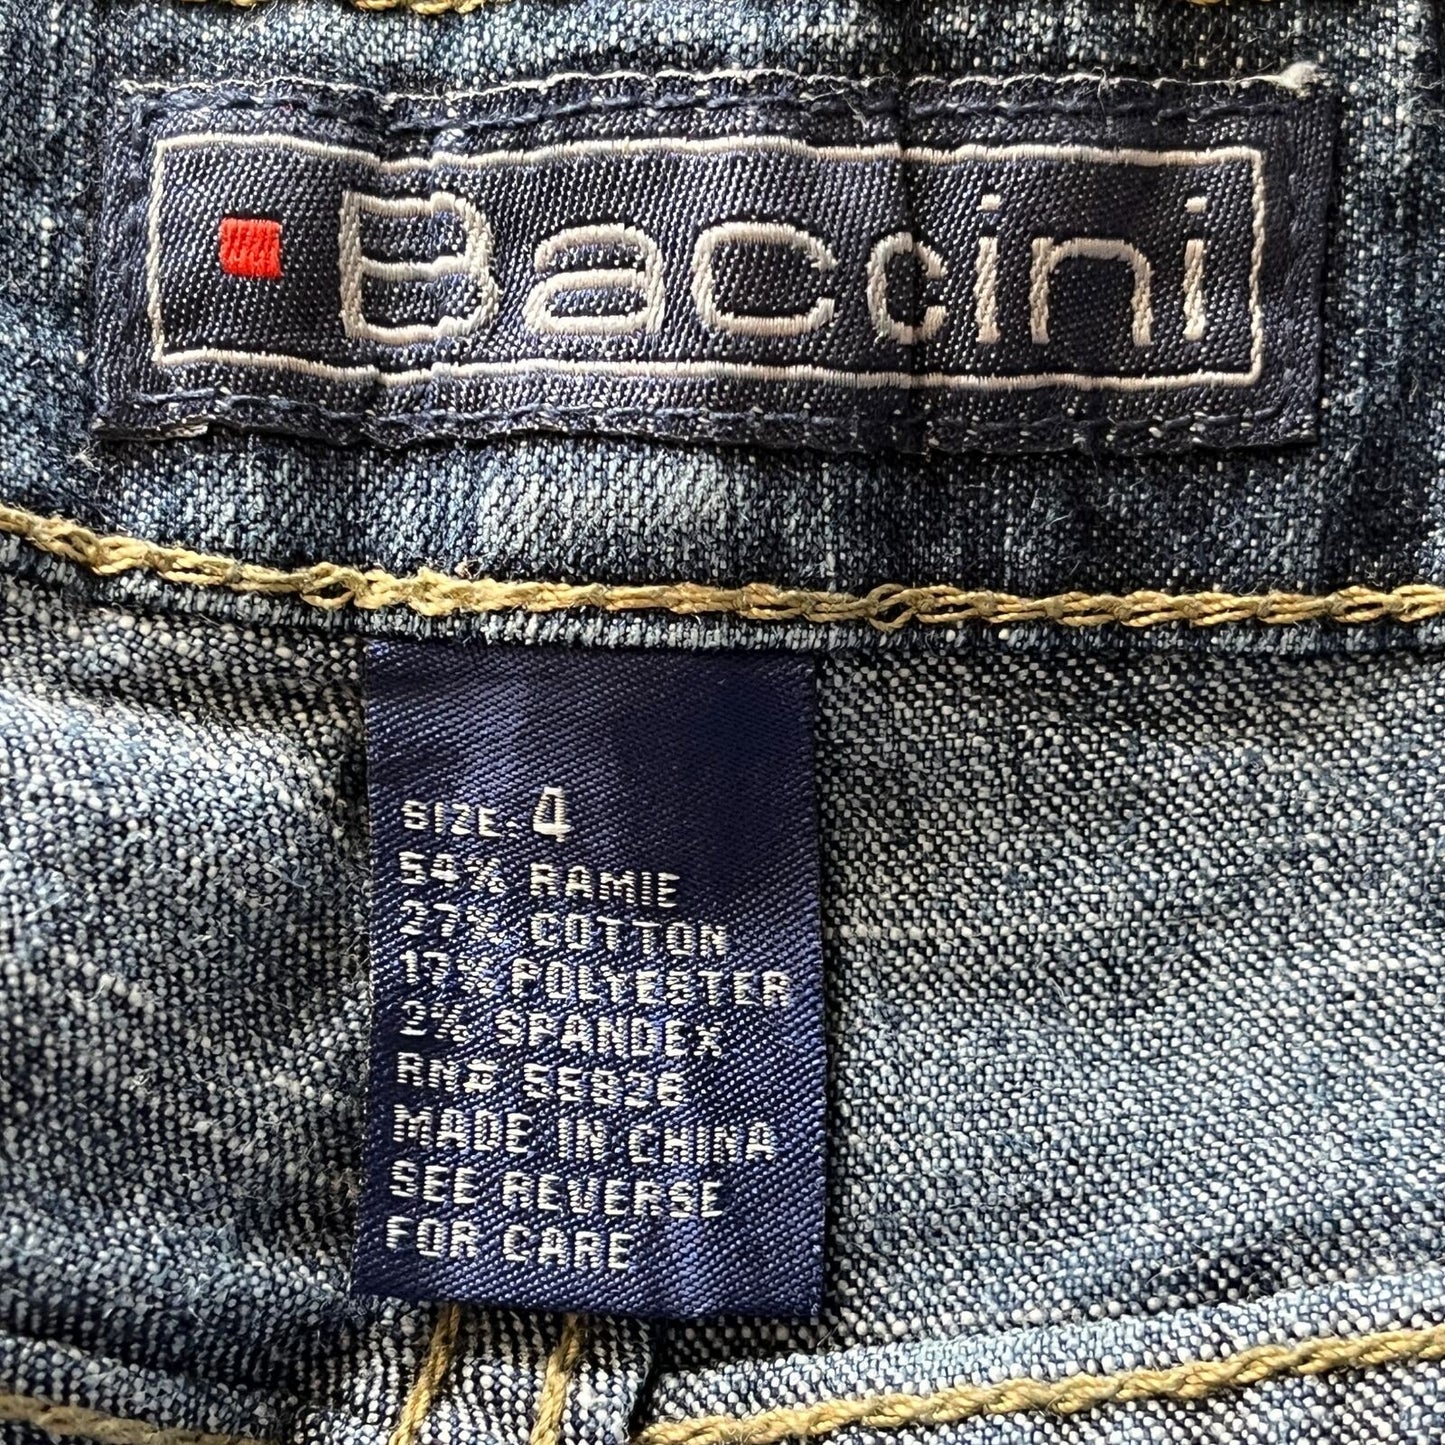 Baccini
SIZE: 4
54% RAMIE
27% COTTON
17% POLYESTER
2% SPANDEX
RN# 55826
MADE IN CHINA
SEE REVERSE
FOR CARE